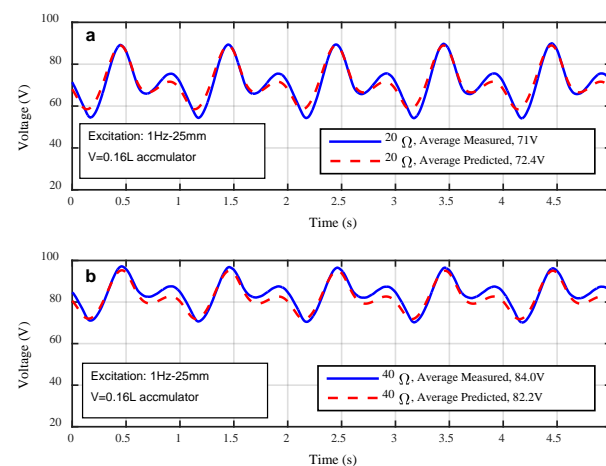 100
a
80
60
40
20
Voltage (V)
Excitation: 1Hz-25mm
V=0.16L accmulator
20 Ω, Average Measured, 71V
20 Ω, Average Predicted, 72.4V
0 0.5 1 1.5 2 2.5 3 3.5 4 4.5
Time (s)
100
b
80
60
40
20
Voltage (V)
Excitation: 1Hz-25mm
V=0.16L accmulator
40 Ω, Average Measured, 84.0V
40 Ω, Average Predicted, 82.2V
0 0.5 1 1.5 2 2.5 3 3.5 4 4.5
Time (s)